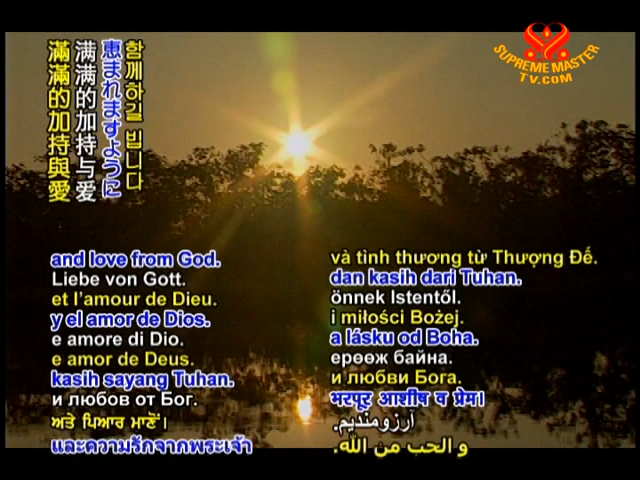 SUPREME MASTER
TV.COM
함께하길 빕니다
恵まれますように
满满的加持与爱
滿滿的加持與愛
and love from God.
Liebe von Gott.
et l'amour de Dieu.
y el amor de Dios.
e amore di Dio.
e amor de Deus.
kasih sayang Tuhan.
и любов от Бог.
ਅਤੇ ਪਿਆਰ ਮਾਣੋਂ।
และความรักจากพระเจ้า
và tình thương từ Thượng Đế.
dan kasih dari Tuhan.
önnek Istentől.
i miłości Bożej.
a lásku od Boha.
ерөөж байна.
и любви Бога.
भरपूर आशीष व प्रेम।
آرزومندیم.
و الحب من الله.